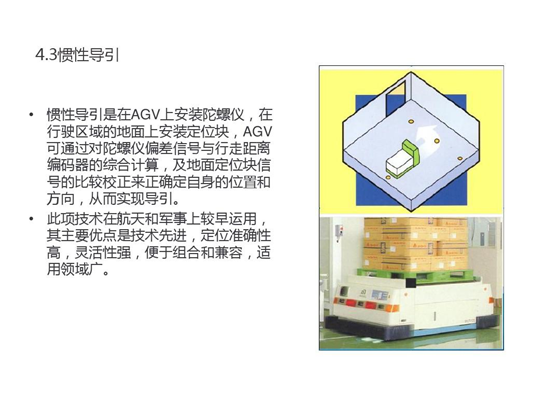 4.3惯性导引
• 惯性导引是在AGV上安装陀螺仪，在
行驶区域的地面上安装定位块，AGV
可通过对陀螺仪偏差信号与行走距离
编码器的综合计算，及地面定位块信
号的比较校正来正确定自身的位置和
方向，从而实现导引。
• 此项技术在航天和军事上较早运用，
其主要优点是技术先进，定位准确性
高，灵活性强，便于组合和兼容，适
用领域广。